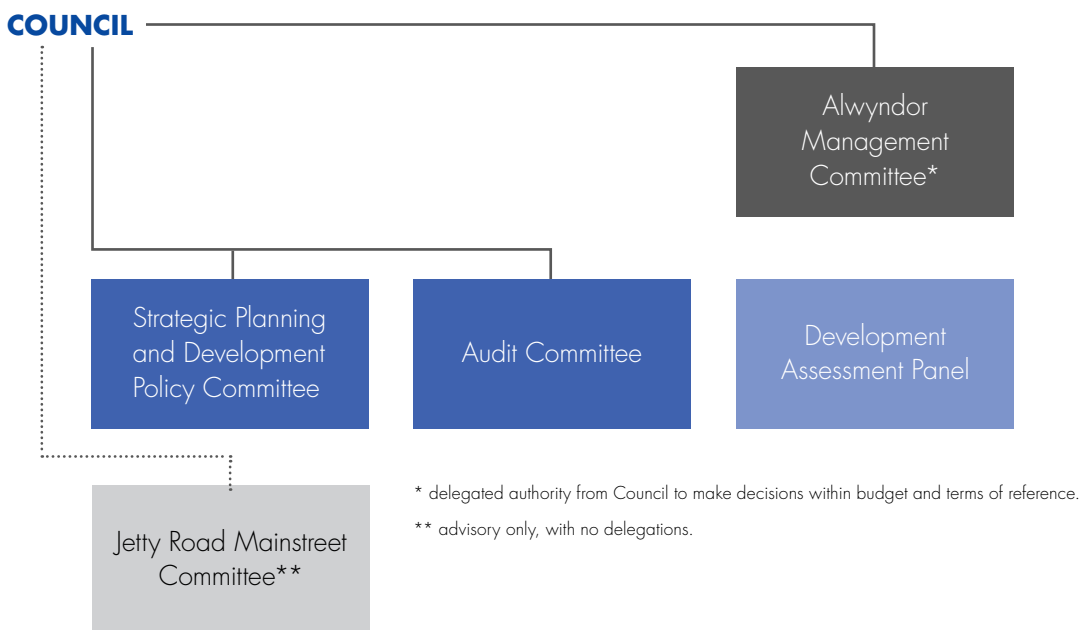 COUNCIL
Alwyndor
Management
Committee*
Strategic Planning
and Development
Policy Committee
Audit Committee
Development
Assessment Panel
* delegated authority from Council to make decisions within budget and terms of reference.
** advisory only, with no delegations.
Jetty Road Mainstreet
Committee**